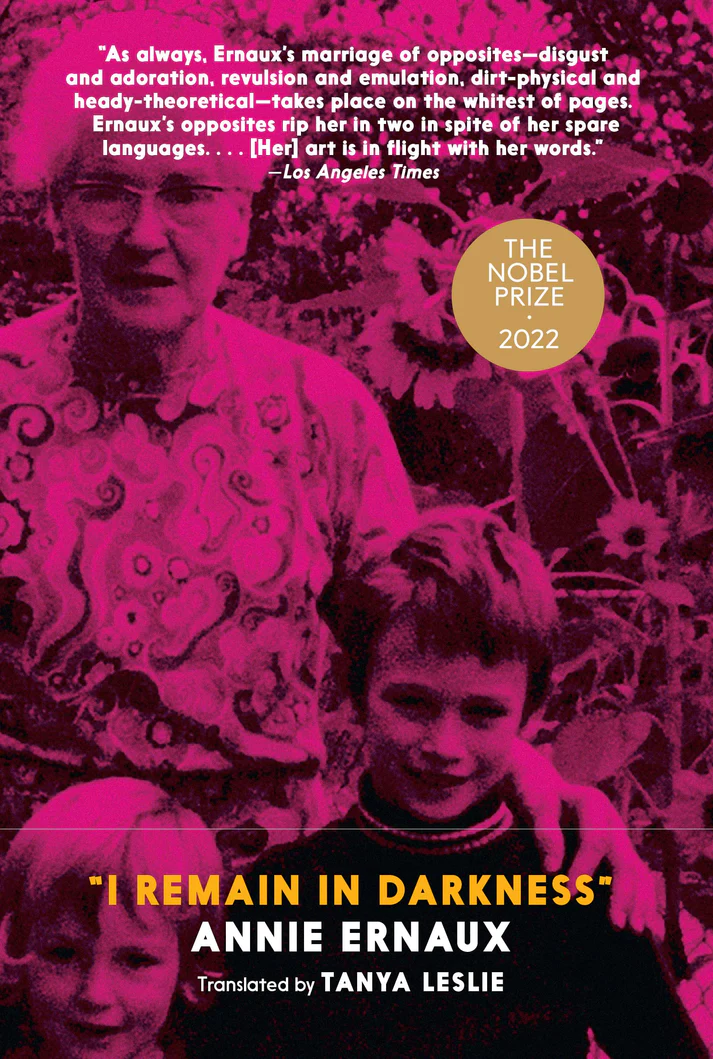 "As always, Ernaux's marriage of opposites—disgust
and adoration, revulsion and emulation, dirt-physical and
heady-theoretical—takes place on the whitest of pages.
Ernaux's opposites rip her in two in spite of her spare
languages. . . . [Her] art is in flight with her words."
—Los Angeles Times
THE
NOBEL
PRIZE
·
2022
"I REMAIN IN DARKNESS"
ANNIE ERNAUX
Translated by TANYA LESLIE